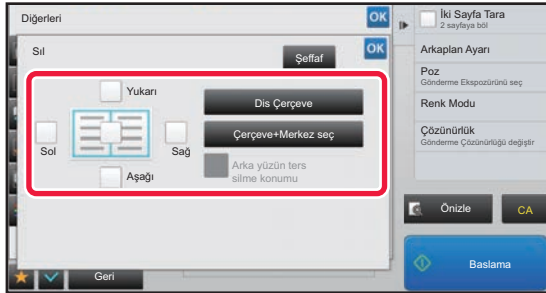 Diğerleri
OK
Sıl
Şeffaf
OK
Yukarı
Sol
Sağ
Aşağı
Dis Çerçeve
Çerçeve+Merkez seç
Arka yüzün ters
silme konumu
Geri
İki Sayfa Tara
2 sayfaya böl
Arkaplan Ayarı
Poz
Gönderme Ekspozürünü seç
Renk Modu
Çözünürlük
Gönderme Çözünürlüğü değiştir
Önizle
CA
Baslama